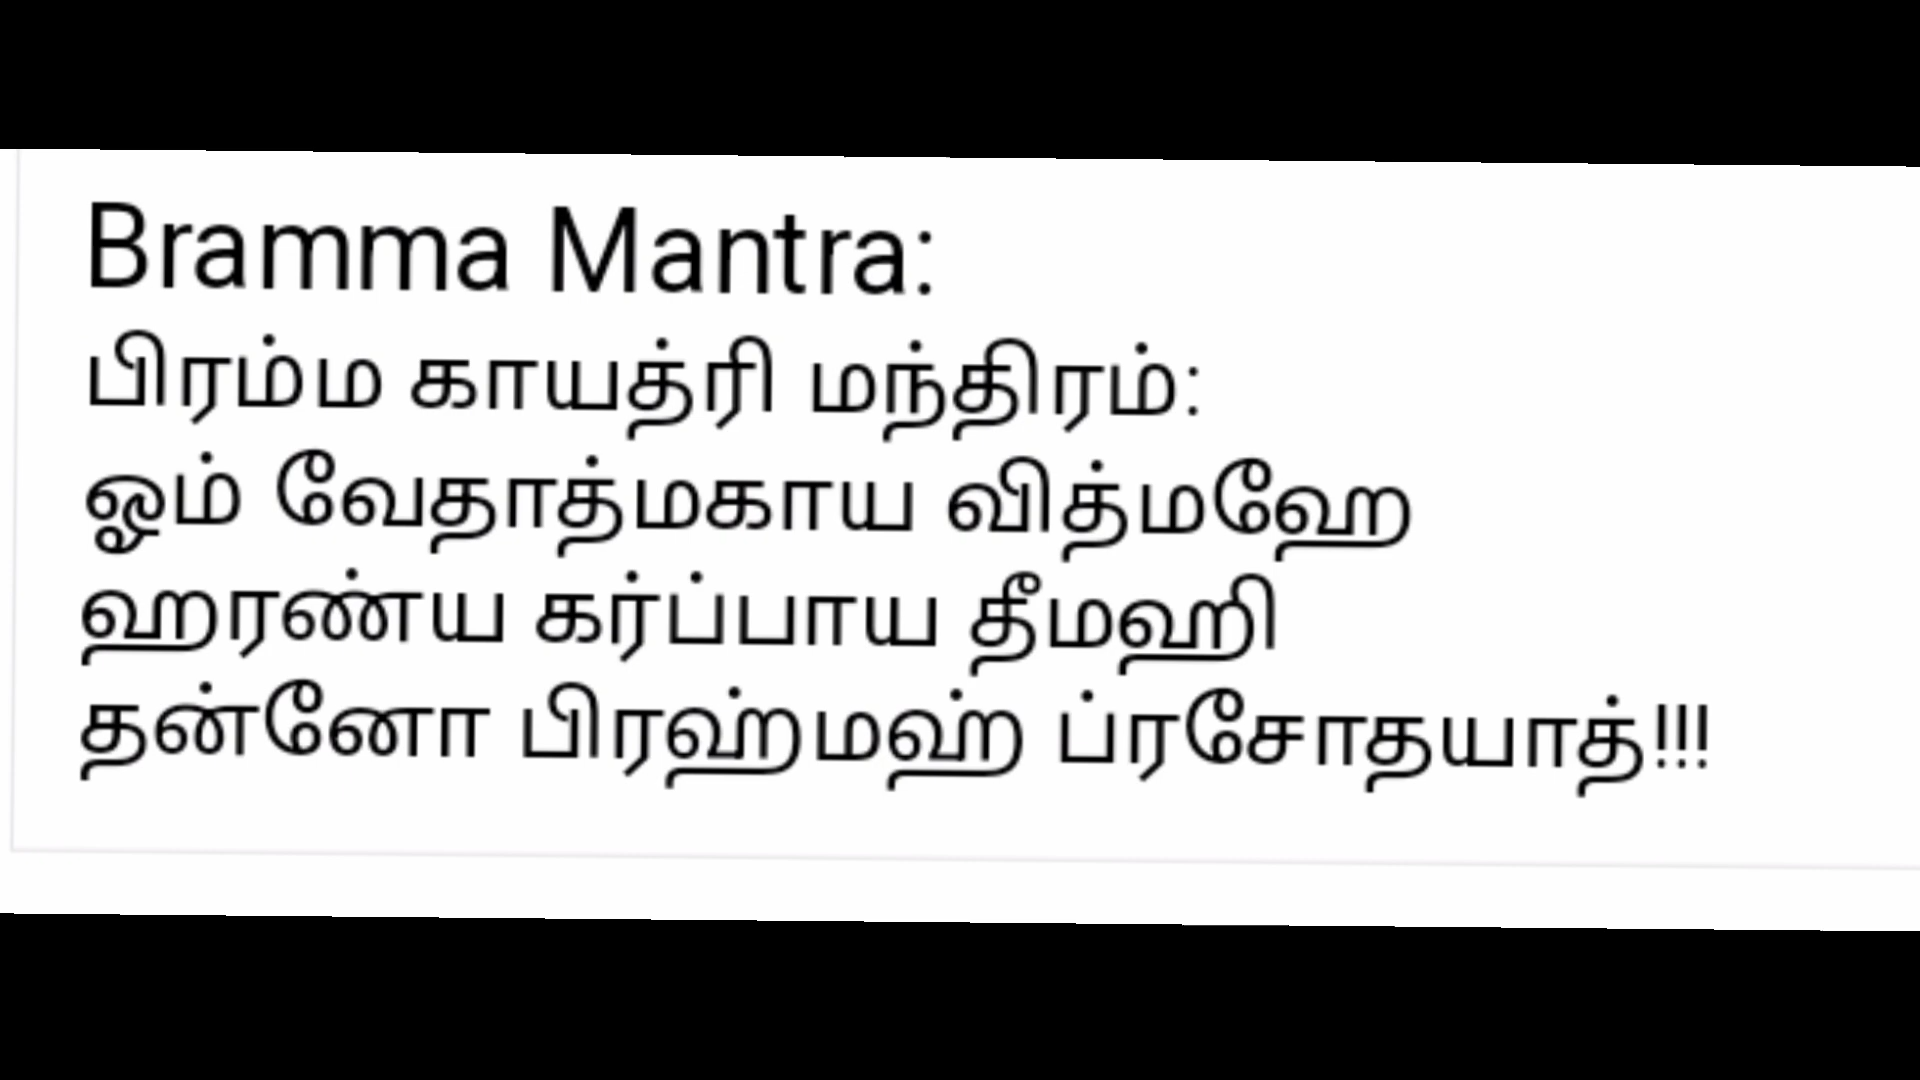 Bramma Mantra:
பிரம்ம காயத்ரி மந்திரம்:
ஓம் வேதாத்மகாய வித்மஹே
ஹரண்ய கர்ப்பாய தீமஹி
தன்னோ பிரஹ்மஹ் ப்ரசோதயாத்!!!